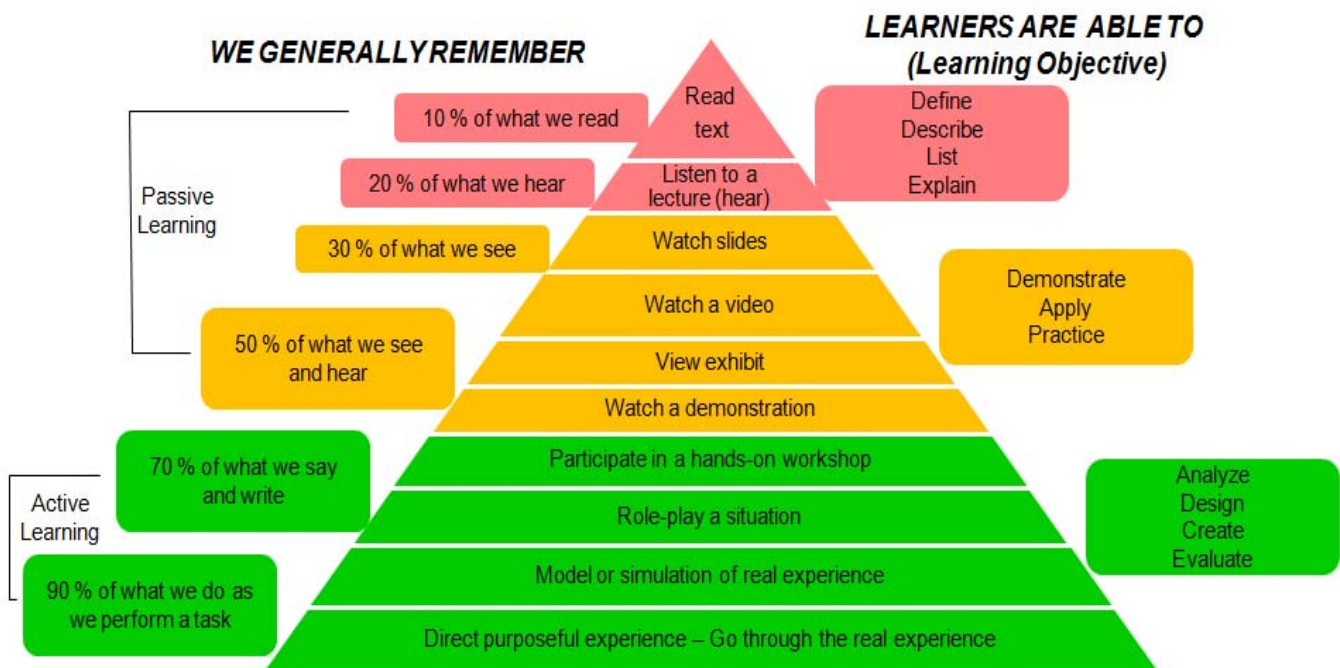 WE GENERALLY REMEMBER
LEARNERS ARE ABLE TO
(Learning Objective)
Passive
Learning
10 % of what we read
20 % of what we hear
30 % of what we see
50 % of what we see
and hear
Active
Learning
70 % of what we say
and write
90 % of what we do as
we perform a task
Read
text
Listen to a
lecture (hear)
Watch slides
Watch a video
View exhibit
Watch a demonstration
Participate in a hands-on workshop
Role-play a situation
Model or simulation of real experience
Direct purposeful experience – Go through the real experience
Define
Describe
List
Explain
Demonstrate
Apply
Practice
Analyze
Design
Create
Evaluate